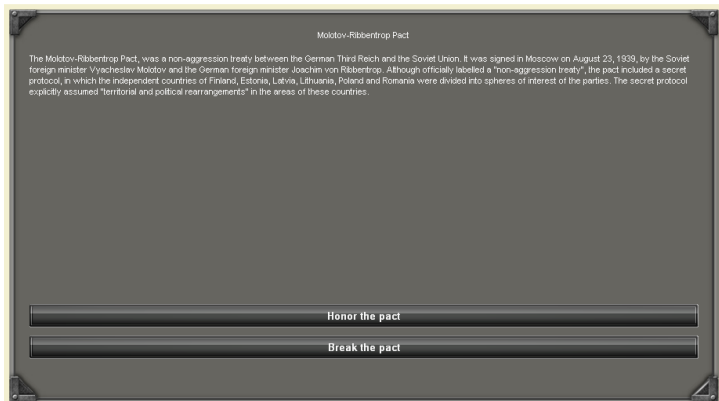 Molotov-Ribbentrop Pact
The Molotov-Ribbentrop Pact, was a non-aggression treaty between the German Third Reich and the Soviet Union. It was signed in Moscow on August 23, 1939, by the Soviet
foreign minister Vyacheslav Molotov and the German foreign minister Joachim von Ribbentrop. Although officially labelled a "non-aggression treaty", the pact included a secret
protocol, in which the independent countries of Finland, Estonia, Latvia, Lithuania, Poland and Romania were divided into spheres of interest of the parties. The secret protocol
explicitly assumed "territorial and political rearrangements" in the areas of these countries.
Honor the pact
Break the pact